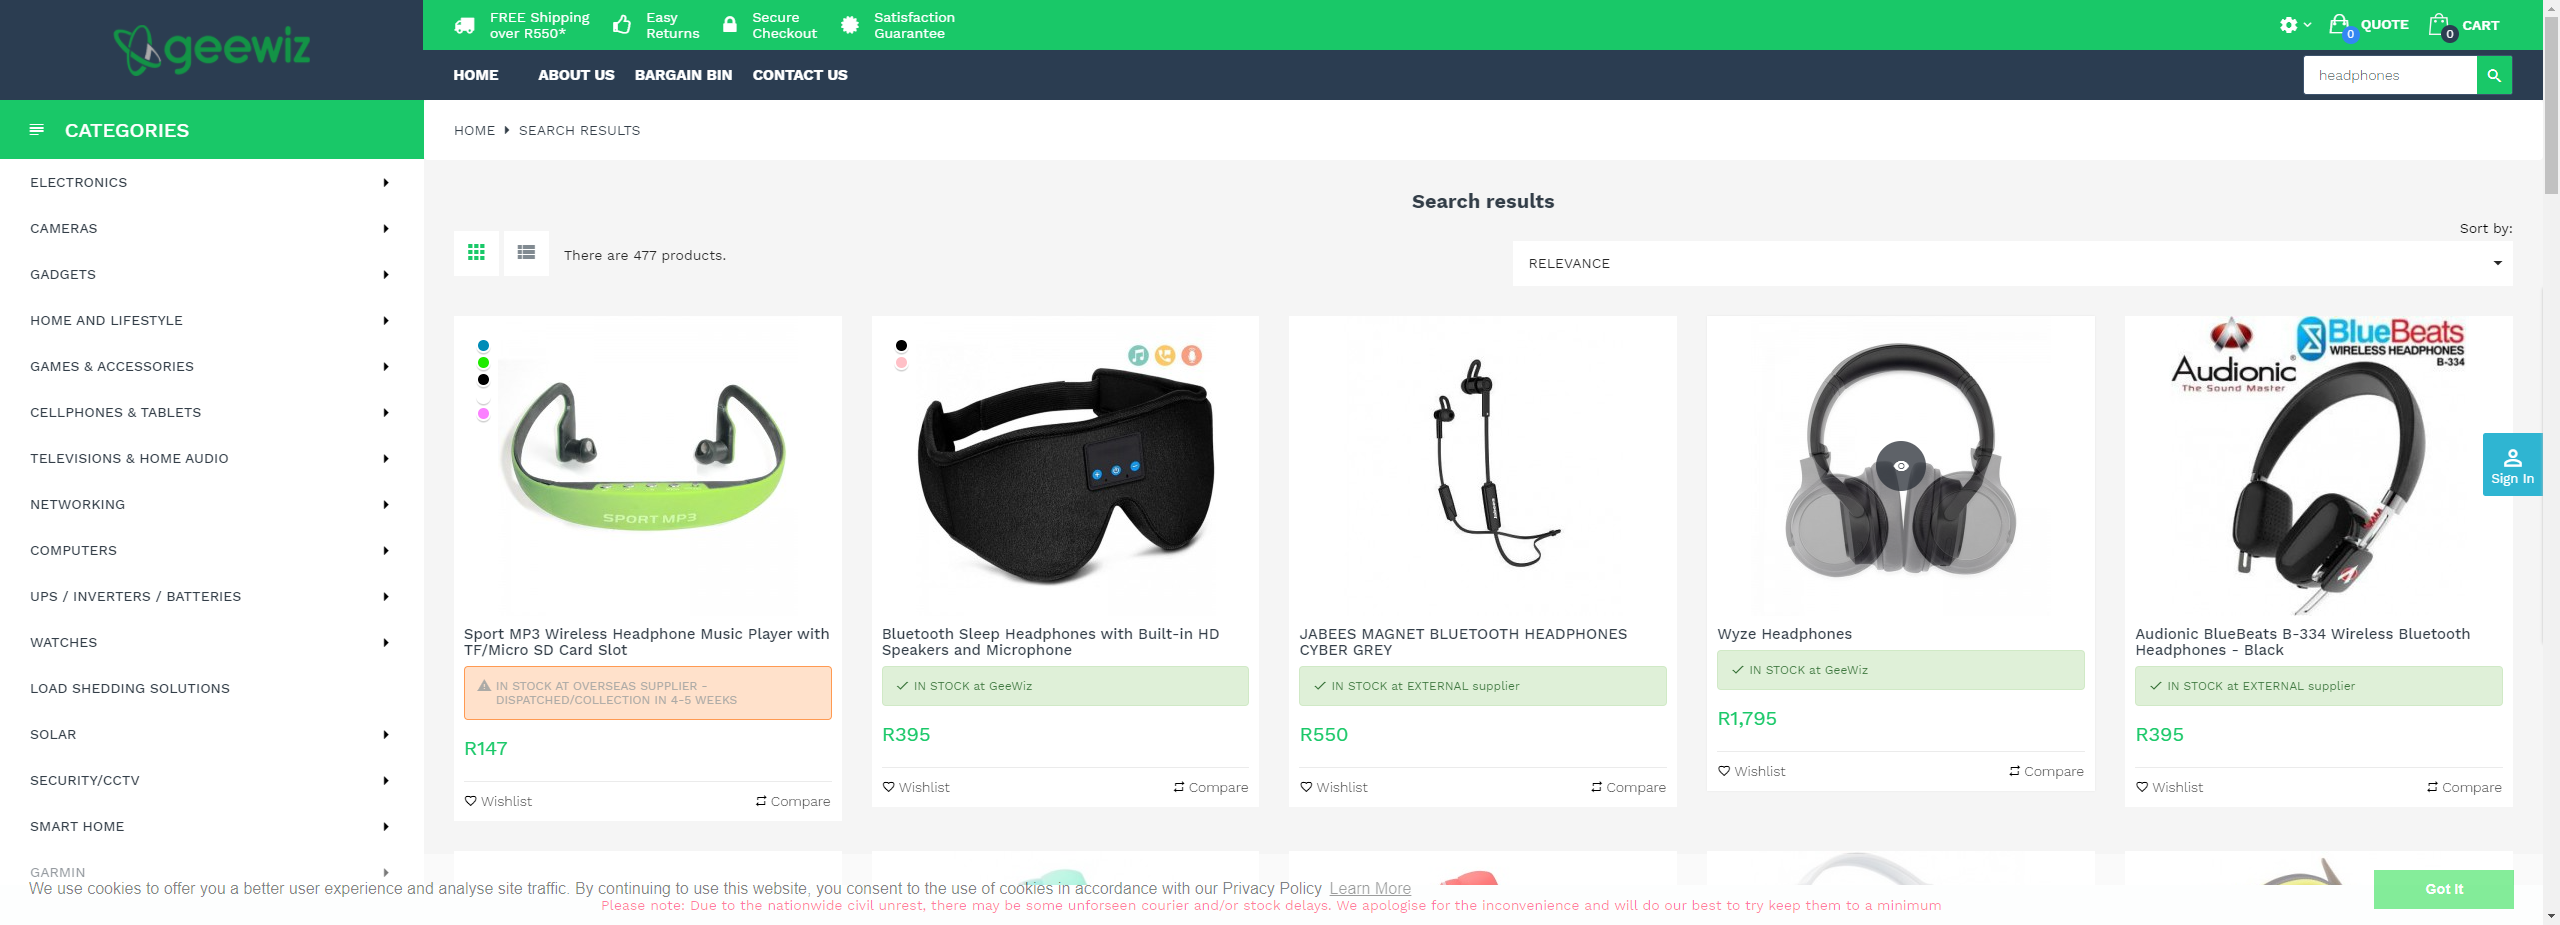 geewiz
FREE Shipping
over R550*
Easy
Returns
Secure
Checkout
Satisfaction
Guarantee
0
QUOTE
0
CART
HOME
ABOUT US
BARGAIN BIN
CONTACT US
headphones
CATEGORIES
HOME
SEARCH RESULTS
ELECTRONICS
CAMERAS
GADGETS
HOME AND LIFESTYLE
GAMES & ACCESSORIES
CELLPHONES & TABLETS
TELEVISIONS & HOME AUDIO
NETWORKING
COMPUTERS
UPS / INVERTERS / BATTERIES
WATCHES
LOAD SHEDDING SOLUTIONS
SOLAR
SECURITY/CCTV
SMART HOME
GARMIN
Search results
There are 477 products.
Sort by:
RELEVANCE
SPORT MP3
Sport MP3 Wireless Headphone Music Player with
TF/Micro SD Card Slot
IN STOCK AT OVERSEAS SUPPLIER -
DISPATCHED/COLLECTION IN 4-5 WEEKS
R147
Wishlist
Compare
Bluetooth Sleep Headphones with Built-in HD
Speakers and Microphone
IN STOCK at GeeWiz
R395
Wishlist
Compare
JABEES MAGNET BLUETOOTH HEADPHONES
CYBER GREY
IN STOCK at EXTERNAL supplier
R550
Wishlist
Compare
Wyze Headphones
IN STOCK at GeeWiz
R1,795
Wishlist
Compare
Audionic®
The Sound Master
BlueBeats
WIRELESS HEADPHONES
B-334
Audionic BlueBeats B-334 Wireless Bluetooth
Headphones - Black
IN STOCK at EXTERNAL supplier
R395
Wishlist
Compare
Sign In
We use cookies to offer you a better user experience and analyse site traffic. By continuing to use this website, you consent to the use of cookies in accordance with our Privacy Policy Learn More
Got It
Please note: Due to the nationwide civil unrest, there may be some unforseen courier and/or stock delays. We apologise for the inconvenience and will do our best to try keep them to a minimum